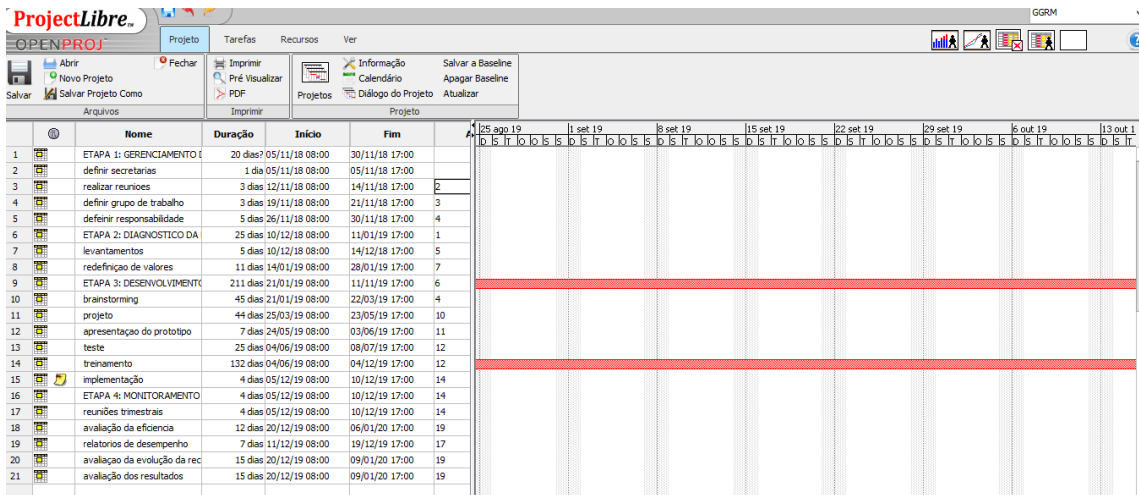 GGRM
ProjectLibre™
OPENPROJ
Projeto Tarefas Recursos Ver
Salvar
Abrir
Novo Projeto
Salvar Projeto Como
Fechar
Arquivos
Imprimir
Pré Visualizar
PDF
Imprimir
Projetos
Informação
Calendário
Diálogo do Projeto
Salvar a Baseline
Apagar Baseline
Atualizar
Projeto
Nome Duração Início Fim A
25 ago 19 1 set 19 8 set 19 15 set 19 22 set 19 29 set 19 6 out 19 13 out 1
1 ETAPA 1: GERENCIAMENTO 20 dias? 05/11/18 08:00 30/11/18 17:00
2 definir secretarias 1 dia 05/11/18 08:00 05/11/18 17:00
3 realizar reunioes 3 dias 12/11/18 08:00 14/11/18 17:00 2
4 definir grupo de trabalho 3 dias 19/11/18 08:00 21/11/18 17:00 3
5 defeinir responsabilidade 5 dias 26/11/18 08:00 30/11/18 17:00 4
6 ETAPA 2: DIAGNOSTICO DA 25 dias 10/12/18 08:00 11/01/19 17:00 1
7 levantamentos 5 dias 10/12/18 08:00 14/12/18 17:00 5
8 redefiniçao de valores 11 dias 14/01/19 08:00 28/01/19 17:00 7
9 ETAPA 3: DESENVOLVIMENTO 211 dias 21/01/19 08:00 11/11/19 17:00 6
10 brainstorming 45 dias 21/01/19 08:00 22/03/19 17:00 4
11 projeto 44 dias 25/03/19 08:00 23/05/19 17:00 10
12 apresentaçao do prototipo 7 dias 24/05/19 08:00 03/06/19 17:00 11
13 teste 25 dias 04/06/19 08:00 08/07/19 17:00 12
14 treinamento 132 dias 04/06/19 08:00 04/12/19 17:00 12
15 implementação 4 dias 05/12/19 08:00 10/12/19 17:00 14
16 ETAPA 4: MONITORAMENTO 4 dias 05/12/19 08:00 10/12/19 17:00 14
17 reuniões trimestrais 4 dias 05/12/19 08:00 10/12/19 17:00 14
18 avaliação da eficiencia 12 dias 20/12/19 08:00 06/01/20 17:00 19
19 relatorios de desempenho 7 dias 11/12/19 08:00 19/12/19 17:00 17
20 avaliaçao da evolução da rec 15 dias 20/12/19 08:00 09/01/20 17:00 19
21 avaliação dos resultados 15 dias 20/12/19 08:00 09/01/20 17:00 19